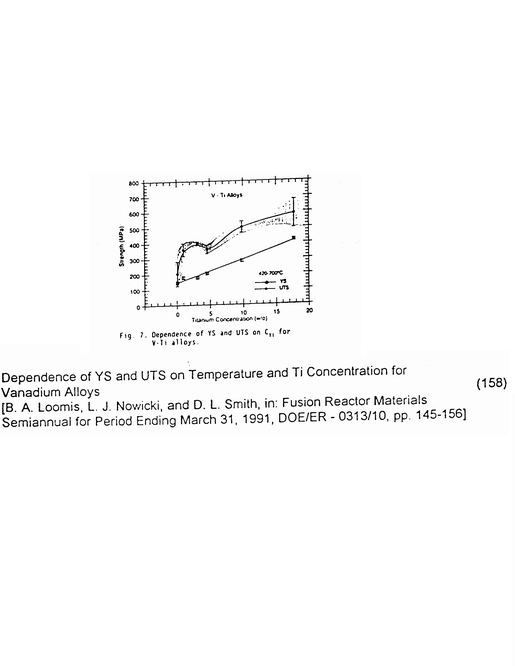 800
700
600
500
400
300
200
100
0
Strength (MPa)
V - Ti Alloys
420-700°C
YS
UTS
0 5 10 15 20
Titanium Concentration (w/o)
Fig. 7. Dependence of YS and UTS on CTi for
V-Ti alloys.
Dependence of YS and UTS on Temperature and Ti Concentration for
Vanadium Alloys
(158)
[B. A. Loomis, L. J. Nowicki, and D. L. Smith, in: Fusion Reactor Materials
Semiannual for Period Ending March 31, 1991, DOE/ER - 0313/10, pp. 145-156]